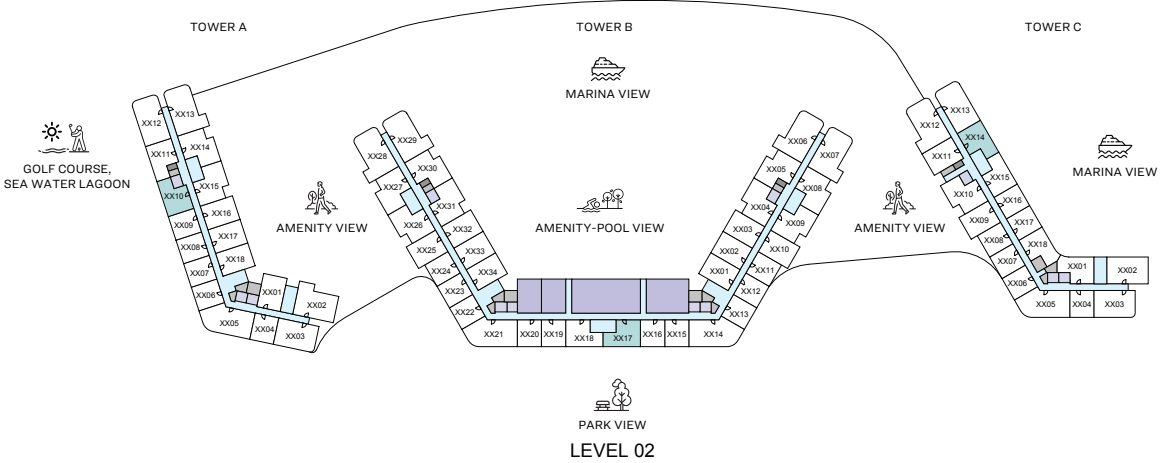 TOWER A
TOWER B
TOWER C
MARINA VIEW
GOLF COURSE,
SEA WATER LAGOON
AMENITY VIEW
AMENITY-POOL VIEW
AMENITY VIEW
MARINA VIEW
XX13
XX12
XX14
XX11
XX15
XX10
XX16
XX09
XX17
XX08
XX18
XX07
XX06
XX01
XX02
XX05
XX04
XX03
XX29
XX28
XX30
XX27
XX31
XX26
XX32
XX25
XX33
XX24
XX34
XX23
XX22
XX21
XX20
XX19
XX18
XX17
XX16
XX15
XX14
XX13
XX12
XX11
XX10
XX09
XX08
XX07
XX06
XX05
XX04
XX03
XX02
XX01
XX13
XX12
XX14
XX11
XX15
XX10
XX16
XX09
XX17
XX08
XX18
XX07
XX06
XX01
XX02
XX05
XX04
XX03
PARK VIEW
LEVEL 02